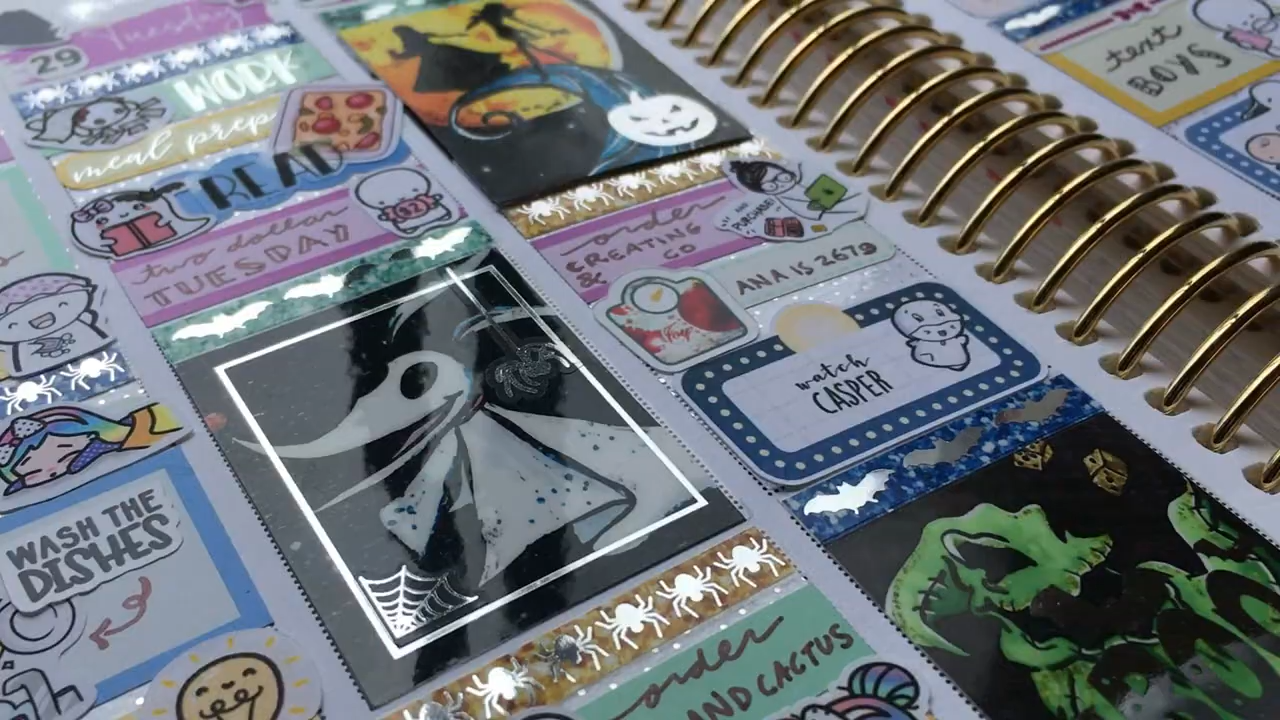 Tuesday
29
WORK
meal prep
READ
two dollar
TUESDAY
WASH THE
DISHES
order
CREATING
& CO
ANA IS 2679
watch
CASPER
order
AND CACTUS
text
BOYS